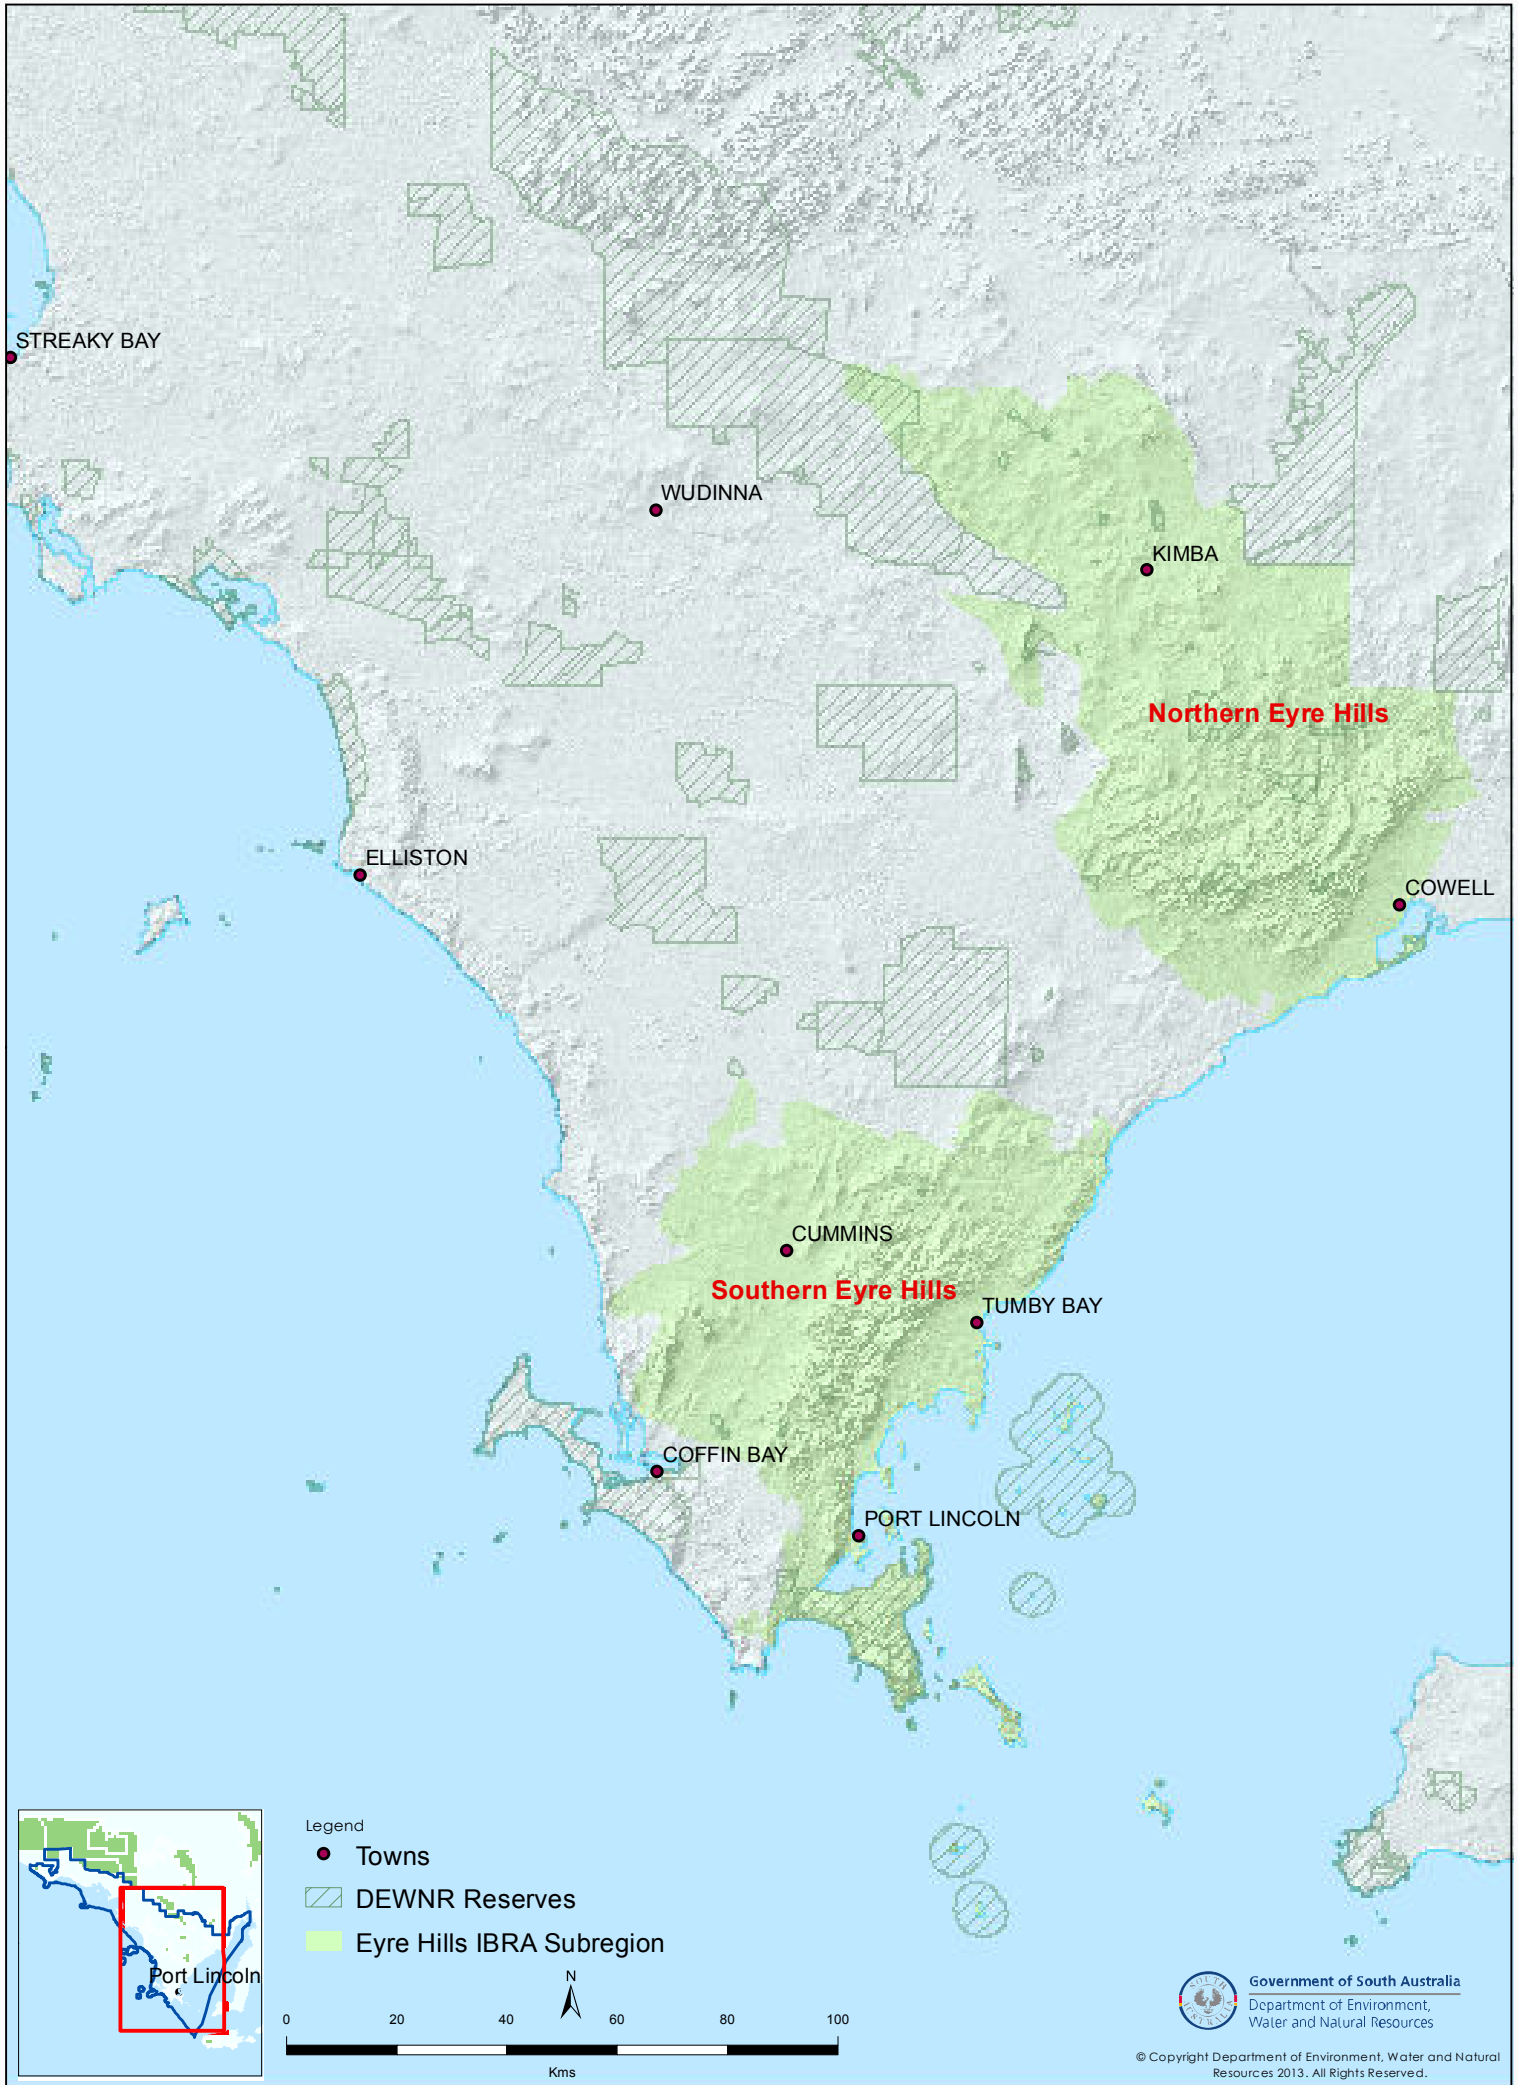 STREAKY BAY
WUDINNA
KIMBA
Northern Eyre Hills
ELLISTON
COWELL
CUMMINS
Southern Eyre Hills
TUMBY BAY
COFFIN BAY
PORT LINCOLN
Port Lincoln
Legend
Towns
DEWNR Reserves
Eyre Hills IBRA Subregion
N
0 20 40 60 80 100
Kms
SOUTH
AUSTRALIA
Government of South Australia
Department of Environment,
Water and Natural Resources
© Copyright Department of Environment, Water and Natural
Resources 2013. All Rights Reserved.